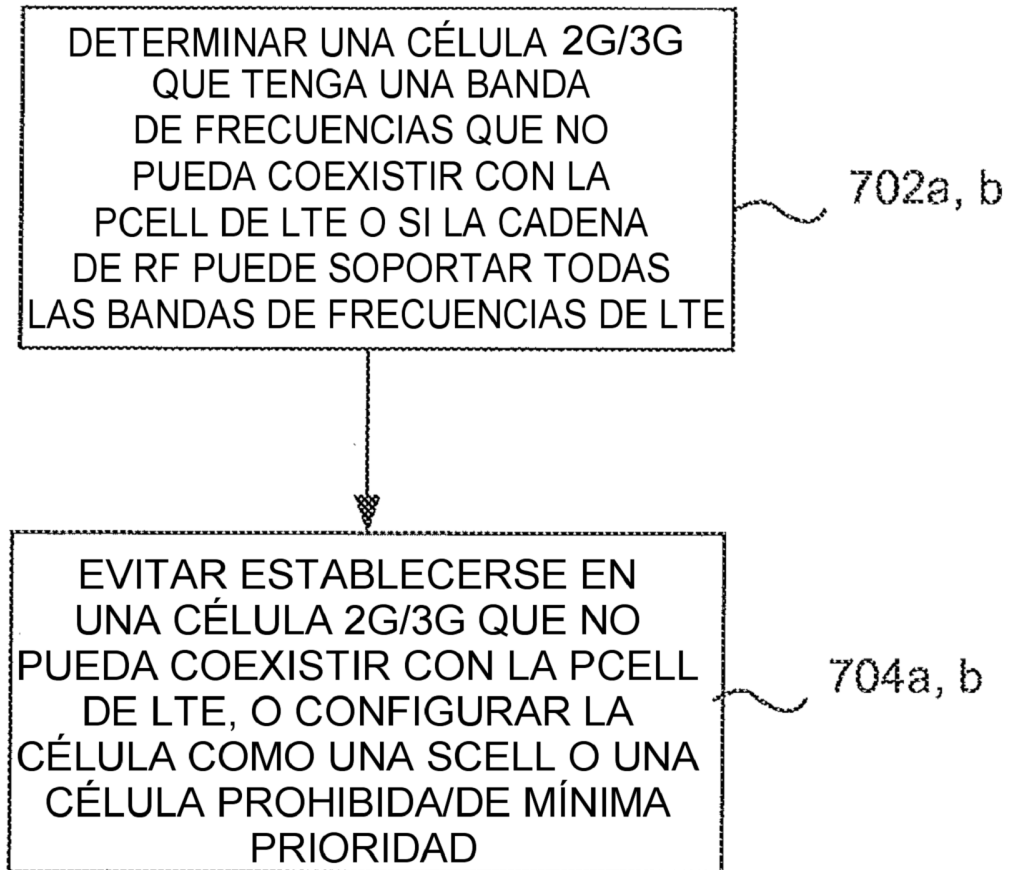 DETERMINAR UNA CÉLULA 2G/3G
QUE TENGA UNA BANDA
DE FRECUENCIAS QUE NO
PUEDA COEXISTIR CON LA
PCELL DE LTE O SI LA CADENA
DE RF PUEDE SOPORTAR TODAS
LAS BANDAS DE FRECUENCIAS DE LTE
702a, b
EVITAR ESTABLECERSE EN
UNA CÉLULA 2G/3G QUE NO
PUEDA COEXISTIR CON LA PCELL
DE LTE, O CONFIGURAR LA
CÉLULA COMO UNA SCELL O UNA
CÉLULA PROHIBIDA/DE MÍNIMA
PRIORIDAD
704a, b